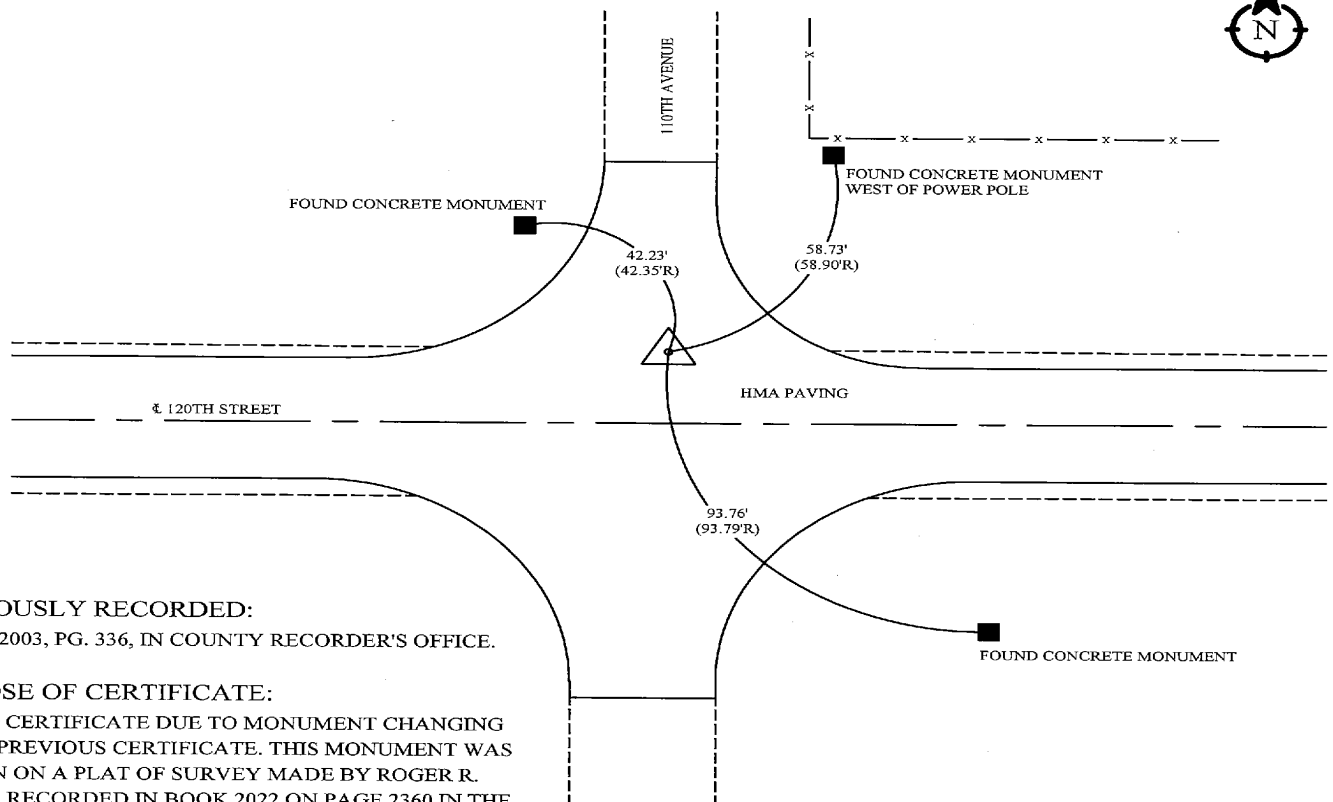 N
110TH AVENUE
FOUND CONCRETE MONUMENT
WEST OF POWER POLE
FOUND CONCRETE MONUMENT
42.23'
(42.35'R)
58.73'
(58.90'R)
HMA PAVING
℄ 120TH STREET
93.76'
(93.79'R)
FOUND CONCRETE MONUMENT
OUSLY RECORDED:
2003, PG. 336, IN COUNTY RECORDER'S OFFICE.
SE OF CERTIFICATE:
CERTIFICATE DUE TO MONUMENT CHANGING
PREVIOUS CERTIFICATE. THIS MONUMENT WAS
N ON A PLAT OF SURVEY MADE BY ROGER R.
RECORDED IN BOOK 2022 ON PAGE 2360 IN THE